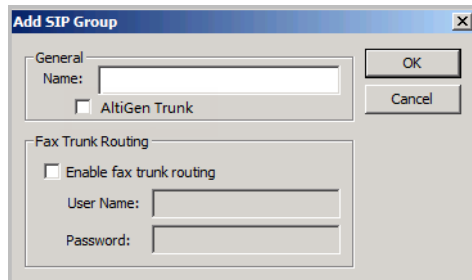 Add SIP Group
General
Name:
AltiGen Trunk
OK
Cancel
Fax Trunk Routing
Enable fax trunk routing
User Name:
Password: